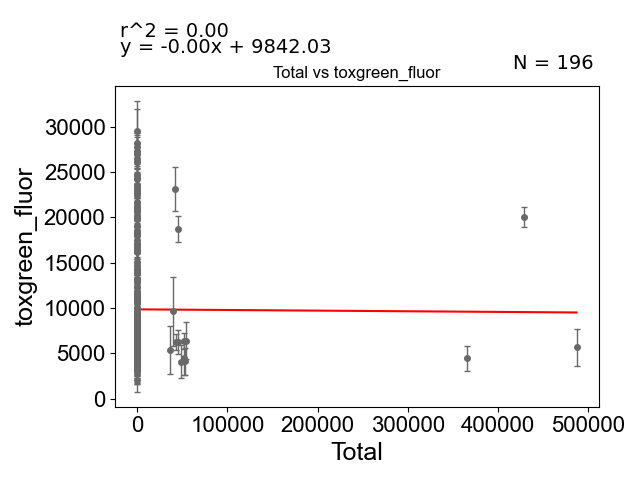 r^2 = 0.00
y = -0.00x + 9842.03
N = 196
Total vs toxgreen_fluor
30000
25000
20000
15000
10000
5000
0
toxgreen_fluor
0 100000 200000 300000 400000 500000
Total